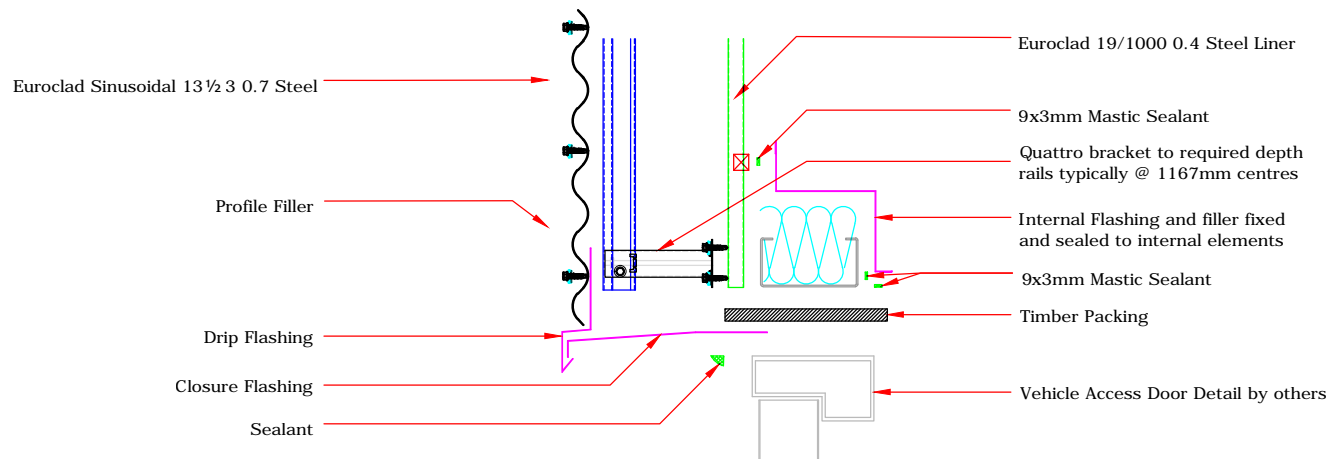 Euroclad Sinusoidal 13½ 3 0.7 Steel
Profile Filler
Drip Flashing
Closure Flashing
Sealant
Euroclad 19/1000 0.4 Steel Liner
9x3mm Mastic Sealant
Quattro bracket to required depth
rails typically @ 1167mm centres
Internal Flashing and filler fixed
and sealed to internal elements
9x3mm Mastic Sealant
Timber Packing
Vehicle Access Door Detail by others